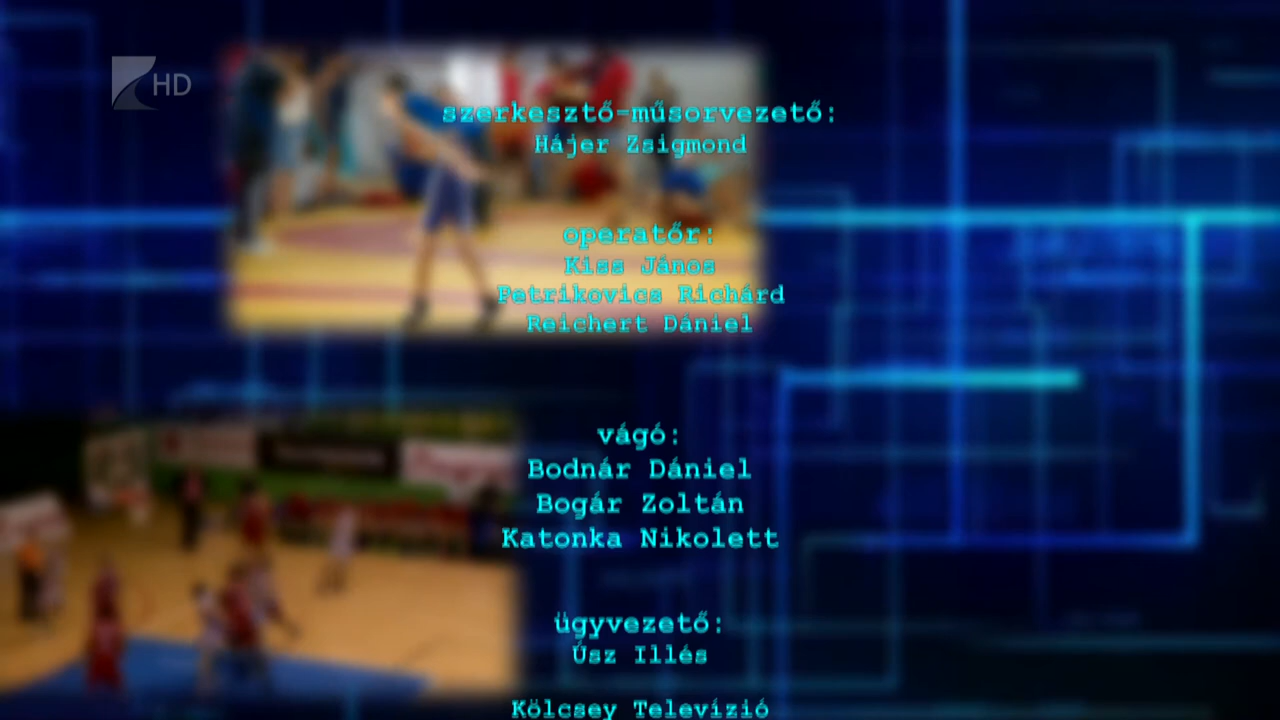 HD
szerkesztő-műsorvezető:
Hájer Zsigmond
operatőr:
Kiss János
Petrikovics Richárd
Reichert Dániel
vágó:
Bodnár Dániel
Bogár Zoltán
Katonka Nikolett
ügyvezető:
Úsz Illés
Kölcsey Televízió